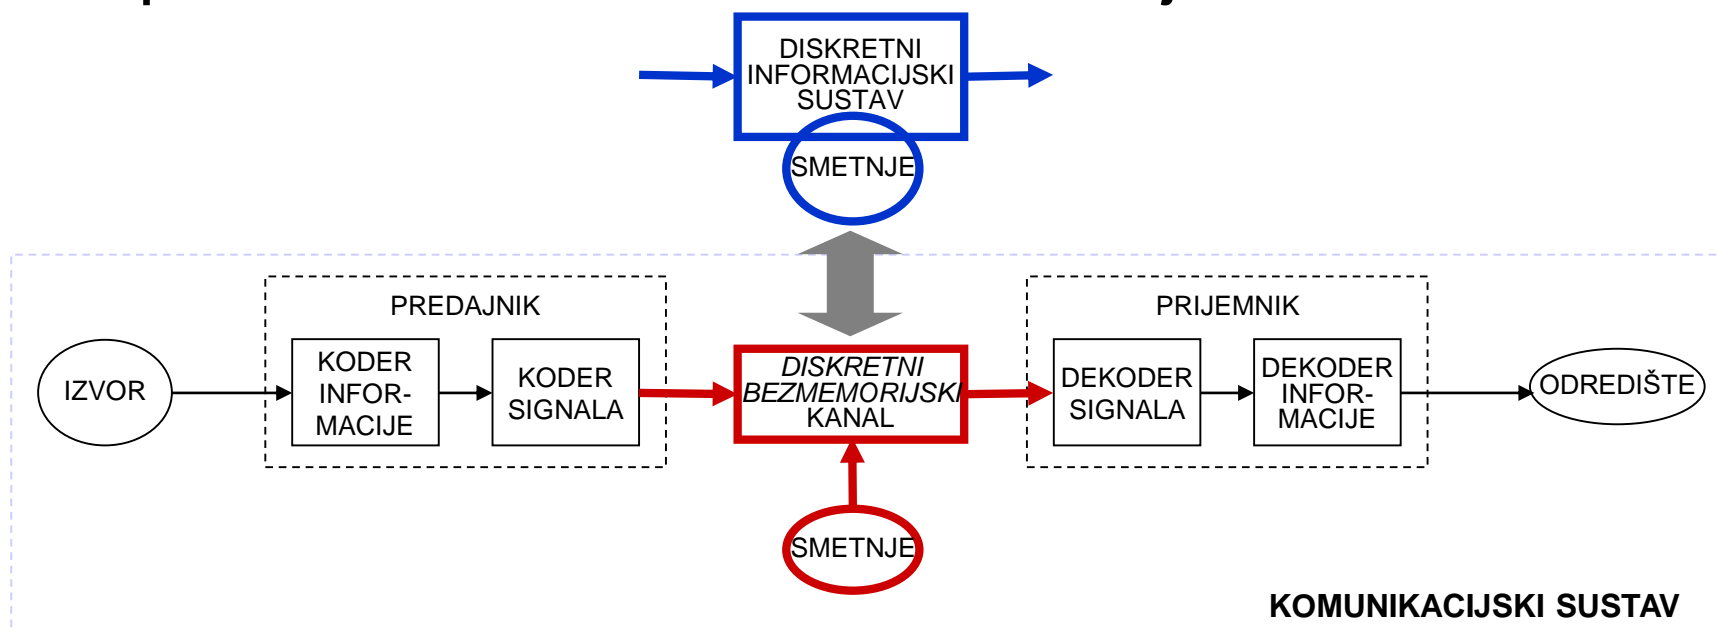 DISKRETNI
INFORMACIJSKI
SUSTAV
SMETNJE
PREDAJNIK
PRIJEMNIK
IZVOR
KODER
INFOR-
MACIJE
KODER
SIGNALA
DISKRETNI
BEZMEMORIJSKI
KANAL
DEKODER
SIGNALA
DEKODER
INFOR-
MACIJE
ODREDIŠTE
SMETNJE
KOMUNIKACIJSKI SUSTAV